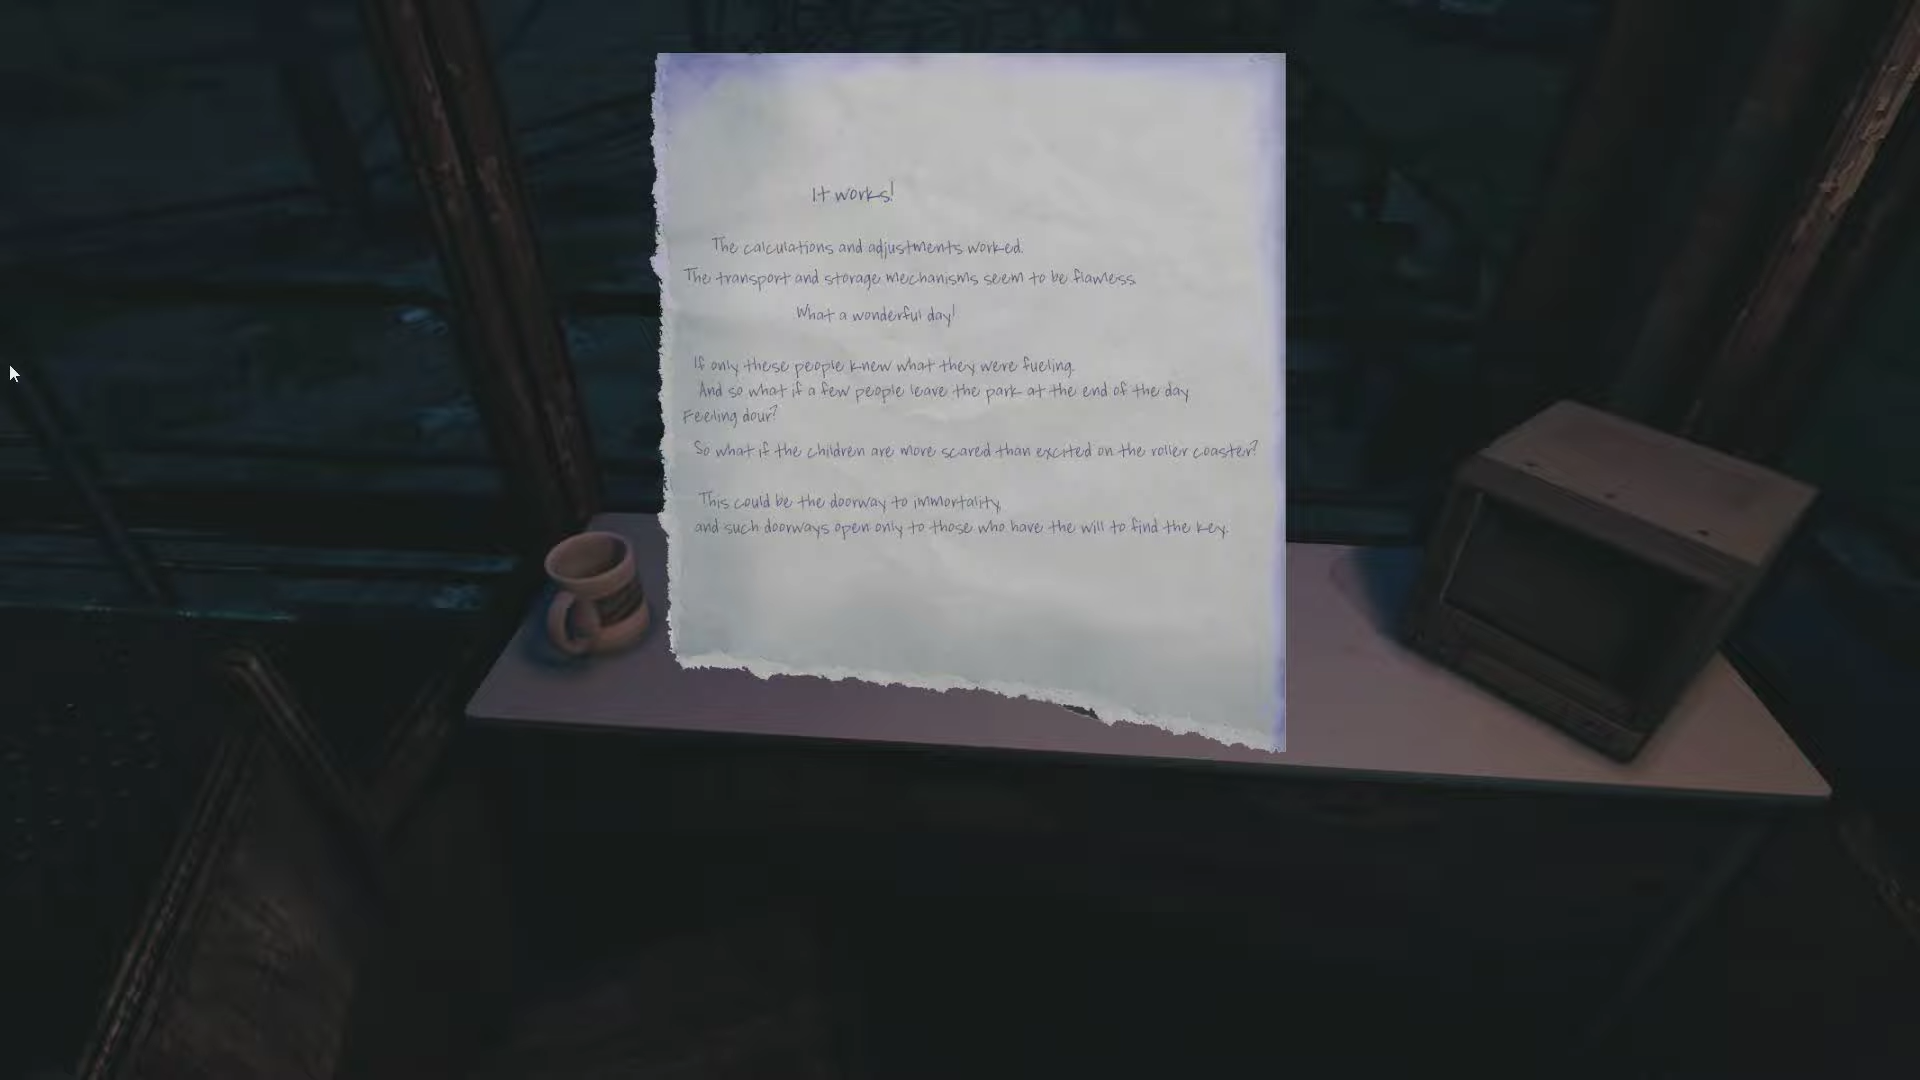 It works!
The calculations and adjustments worked.
The transport and storage mechanisms seem to be flawless.
What a wonderful day!
If only these people knew what they were fueling.
And so what if a few people leave the park at the end of the day
Feeling dour?
So what if the children are more scared than excited on the roller coaster?
This could be the doorway to immortality,
and such doorways open only to those who have the will to find the key.